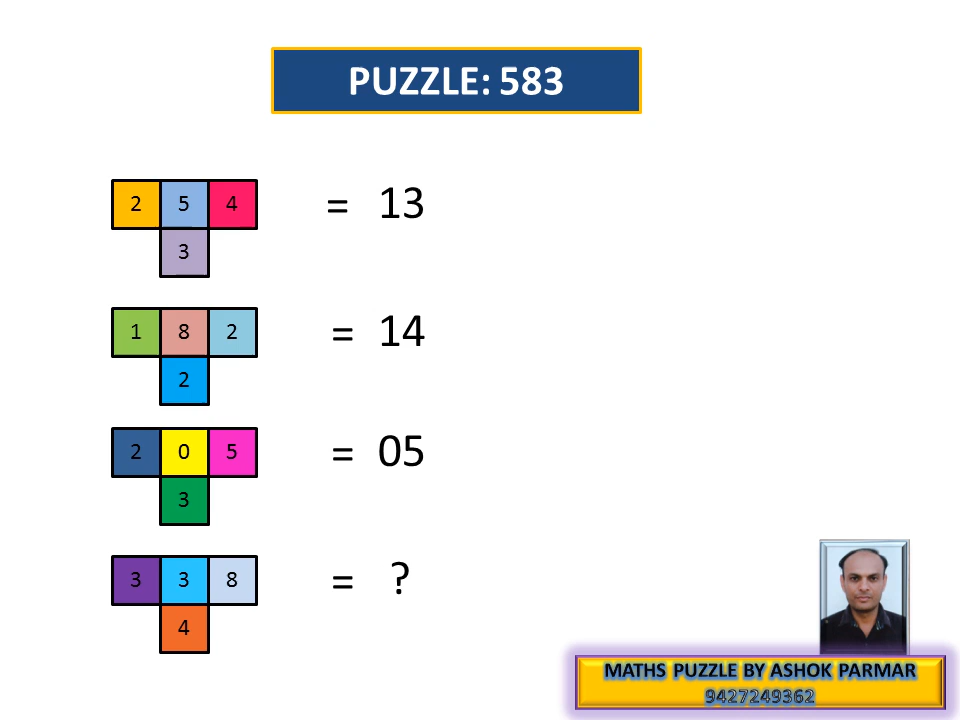 PUZZLE: 583
2 5 4 = 13
3
1 8 2 = 14
2
2 0 5 = 05
3
3 3 8 = ?
4
MATHS PUZZLE BY ASHOK PARMAR
9427249362